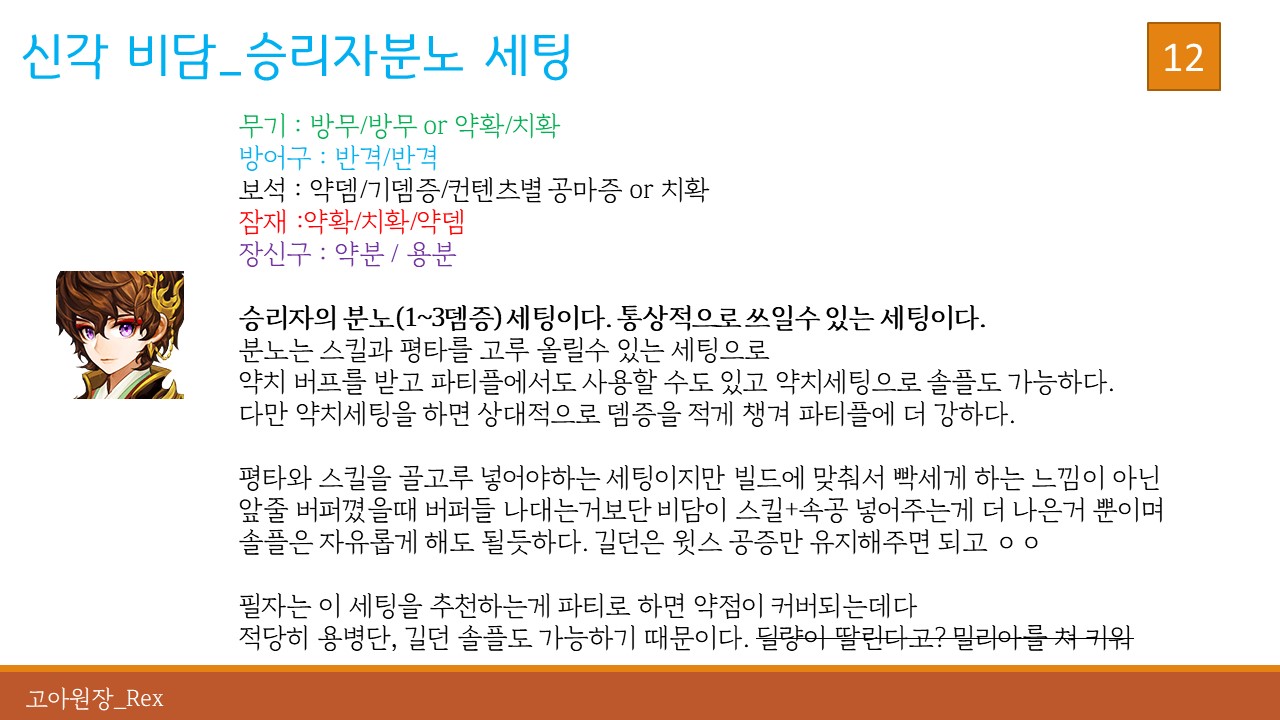 신각 비담_승리자분노 세팅
12
무기 : 방무/방무 or 약확/치확
방어구 : 반격/반격
보석 : 약뎀/기뎀증/컨텐츠별 공마증 or 치확
잠재 :약확/치확/약뎀
장신구 : 약분 / 용분
승리자의 분노(1~3뎀증) 세팅이다. 통상적으로 쓰일수 있는 세팅이다.
분노는 스킬과 평타를 고루 올릴수 있는 세팅으로
약치 버프를 받고 파티플에서도 사용할 수도 있고 약치세팅으로 솔플도 가능하다.
다만 약치세팅을 하면 상대적으로 뎀증을 적게 챙겨 파티플에 더 강하다.
평타와 스킬을 골고루 넣어야하는 세팅이지만 빌드에 맞춰서 빡세게 하는 느낌이 아닌
앞줄 버퍼꼈을때 버퍼들 나대는거보단 비담이 스킬+속공 넣어주는게 더 나은거 뿐이며
솔플은 자유롭게 해도 될듯하다. 길던은 윗스 공증만 유지해주면 되고 ㅇㅇ
필자는 이 세팅을 추천하는게 파티로 하면 약점이 커버되는데다
적당히 용병단, 길던 솔플도 가능하기 때문이다. 딜량이 딸린다고? 밀리아를 쳐 키워
고아원장_Rex